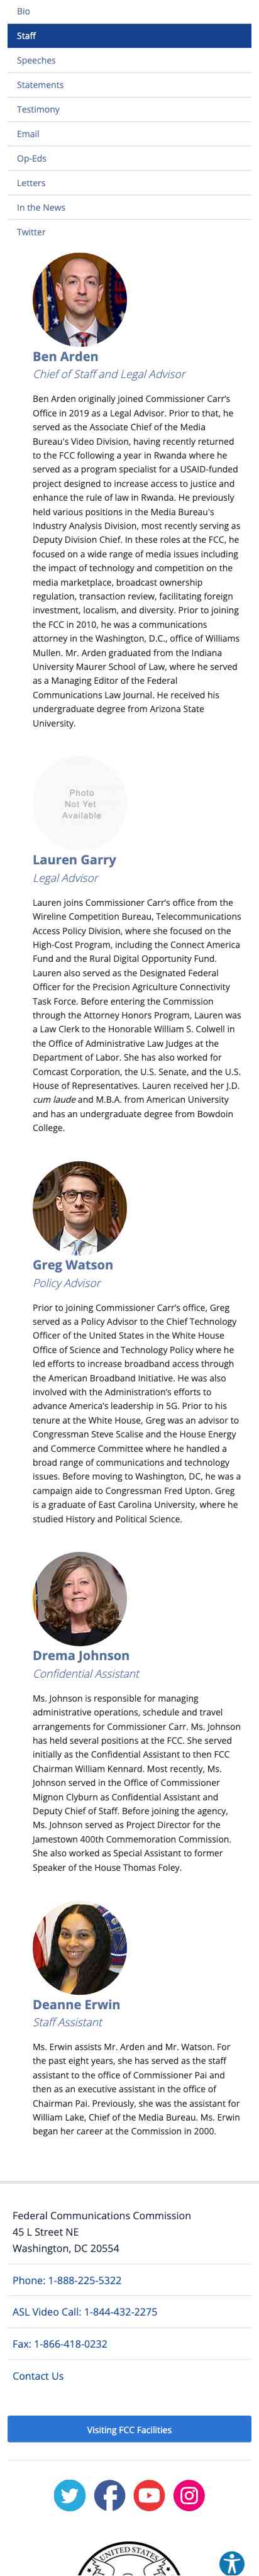 Bio
Staff
Speeches
Statements
Testimony
Email
Op-Eds
Letters
In the News
Twitter
Ben Arden
Chief of Staff and Legal Advisor
Ben Arden originally joined Commissioner Carr's
Office in 2019 as a Legal Advisor. Prior to that, he
served as the Associate Chief of the Media
Bureau's Video Division, having recently returned
to the FCC following a year in Rwanda where he
served as a program specialist for a USAID-funded
project designed to increase access to justice and
enhance the rule of law in Rwanda. He previously
held various positions in the Media Bureau's
Industry Analysis Division, most recently serving as
Deputy Division Chief. In these roles at the FCC, he
focused on a wide range of media issues including
the impact of technology and competition on the
media marketplace, broadcast ownership
regulation, transaction review, facilitating foreign
investment, localism, and diversity. Prior to joining
the FCC in 2010, he was a communications
attorney in the Washington, D.C., office of Williams
Mullen. Mr. Arden graduated from the Indiana
University Maurer School of Law, where he served
as a Managing Editor of the Federal
Communications Law Journal. He received his
undergraduate degree from Arizona State
University.
Photo
Not Yet
Available
Lauren Garry
Legal Advisor
Lauren joins Commissioner Carr's office from the
Wireline Competition Bureau, Telecommunications
Access Policy Division, where she focused on the
High-Cost Program, including the Connect America
Fund and the Rural Digital Opportunity Fund.
Lauren also served as the Designated Federal
Officer for the Precision Agriculture Connectivity
Task Force. Before entering the Commission
through the Attorney Honors Program, Lauren was
a Law Clerk to the Honorable William S. Colwell in
the Office of Administrative Law Judges at the
Department of Labor. She has also worked for
Comcast Corporation, the U.S. Senate, and the U.S.
House of Representatives. Lauren received her J.D.
cum laude and M.B.A. from American University
and has an undergraduate degree from Bowdoin
College.
Greg Watson
Policy Advisor
Prior to joining Commissioner Carr's office, Greg
served as a Policy Advisor to the Chief Technology
Officer of the United States in the White House
Office of Science and Technology Policy where he
led efforts to increase broadband access through
the American Broadband Initiative. He was also
involved with the Administration's efforts to
advance America's leadership in 5G. Prior to his
tenure at the White House, Greg was an advisor to
Congressman Steve Scalise and the House Energy
and Commerce Committee where he handled a
broad range of communications and technology
issues. Before moving to Washington, DC, he was a
campaign aide to Congressman Fred Upton. Greg
is a graduate of East Carolina University, where he
studied History and Political Science.
Drema Johnson
Confidential Assistant
Ms. Johnson is responsible for managing
administrative operations, schedule and travel
arrangements for Commissioner Carr. Ms. Johnson
has held several positions at the FCC. She served
initially as the Confidential Assistant to then FCC
Chairman William Kennard. Most recently, Ms.
Johnson served in the Office of Commissioner
Mignon Clyburn as Confidential Assistant and
Deputy Chief of Staff. Before joining the agency,
Ms. Johnson served as Project Director for the
Jamestown 400th Commemoration Commission.
She also worked as Special Assistant to former
Speaker of the House Thomas Foley.
Deanne Erwin
Staff Assistant
Ms. Erwin assists Mr. Arden and Mr. Watson. For
the past eight years, she has served as the staff
assistant to the office of Commissioner Pai and
then as an executive assistant in the office of
Chairman Pai. Previously, she was the assistant for
William Lake, Chief of the Media Bureau. Ms. Erwin
began her career at the Commission in 2000.
Federal Communications Commission
45 L Street NE
Washington, DC 20554
Phone: 1-888-225-5322
ASL Video Call: 1-844-432-2275
Fax: 1-866-418-0232
Contact Us
Visiting FCC Facilities
UNITED STATES